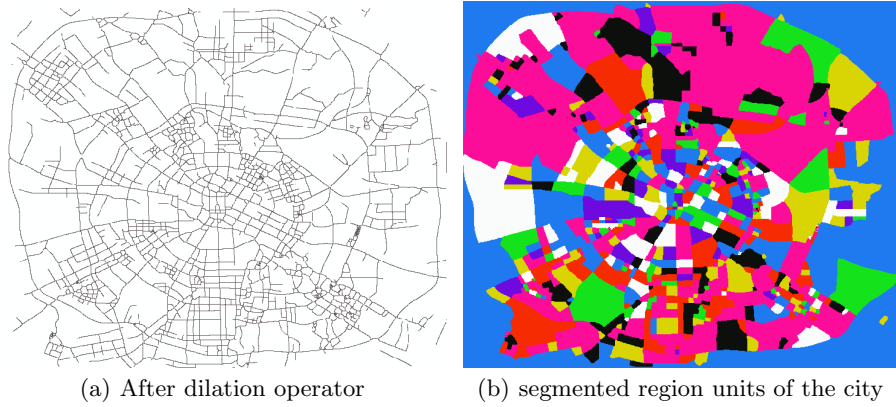 (a) After dilation operator
(b) segmented region units of the city